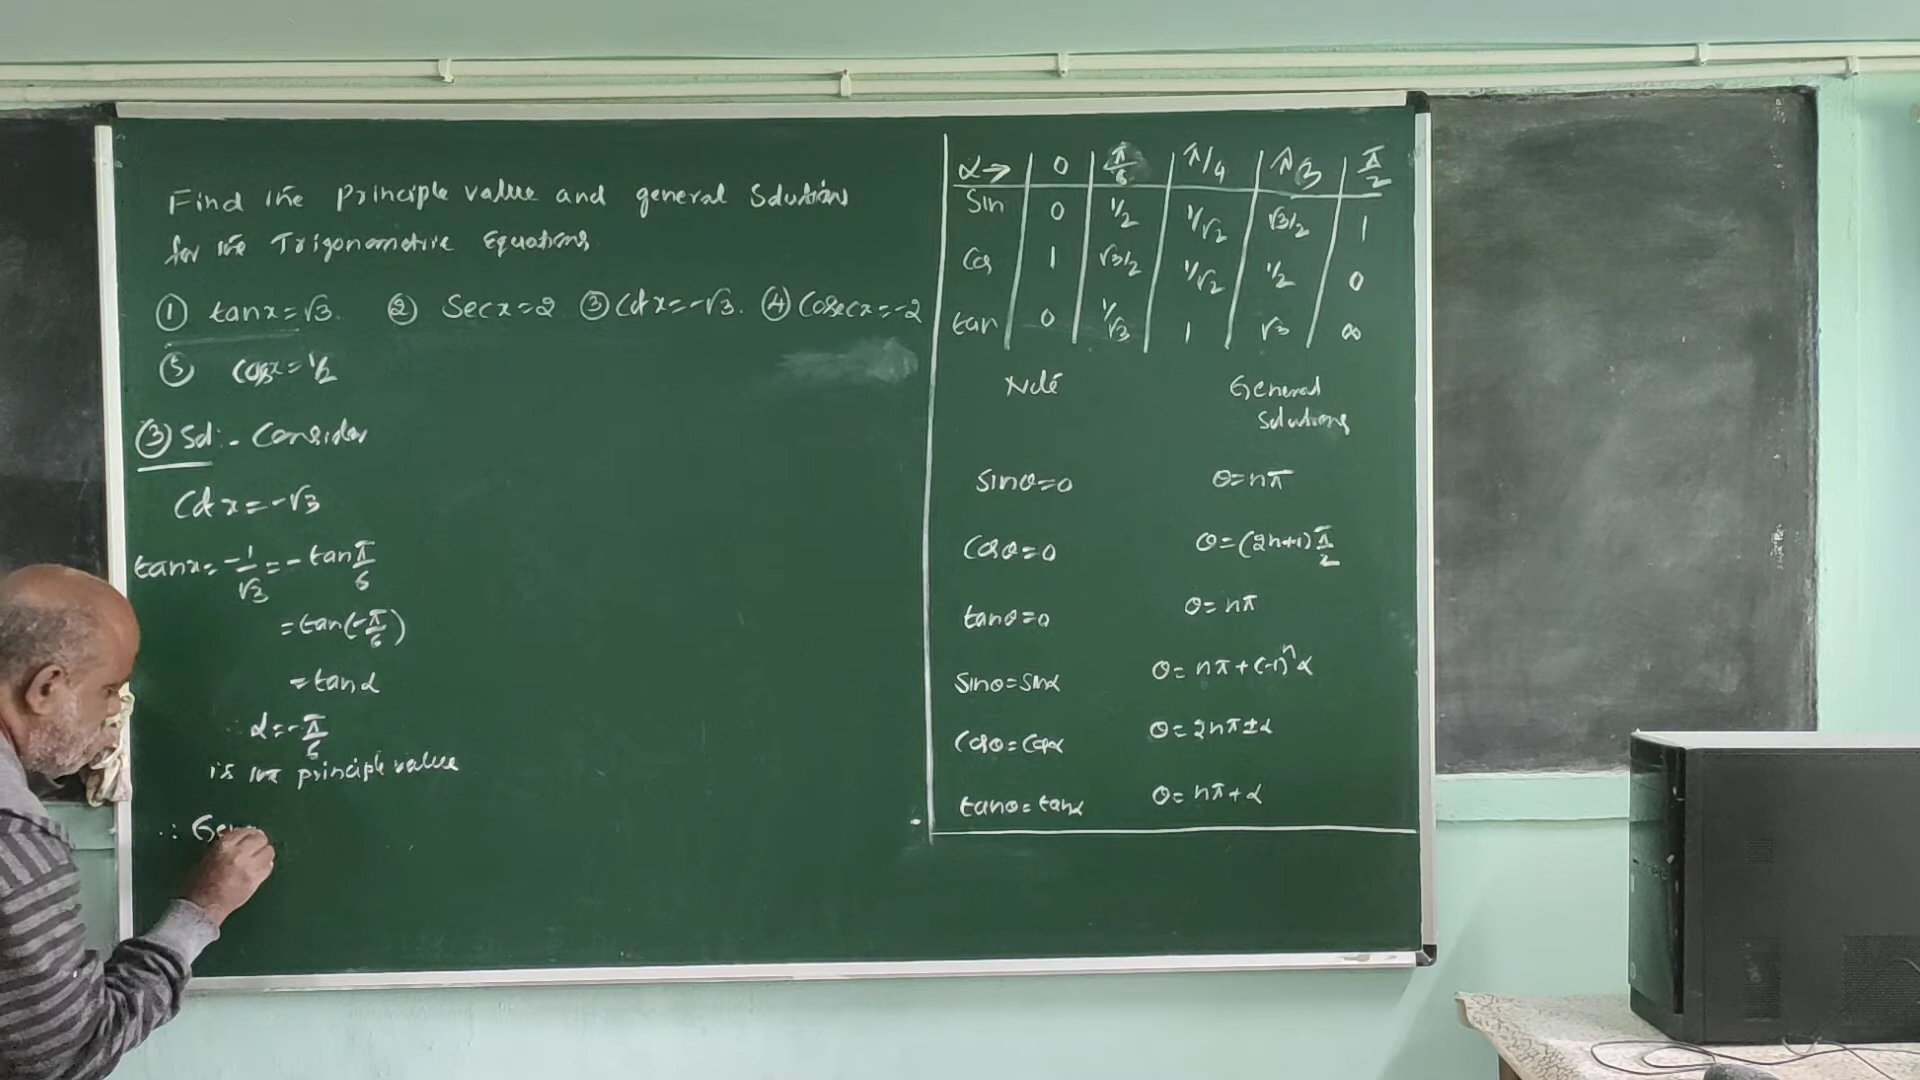 Find the principle value and general solutions
for the Trigonometric Equations
① tanx=√3. ② Secx=2 ③ Cotx=-√3. ④ Cosecx=-2
⑤ Cosx=1/2
③ Sol:- Consider
Cotx=-√3
tanx=-1/√3=-tanπ/6
=tan(-π/6)
=tanα
α=-π/6
is the principle value
∴ Gen
α→ 0 π/6 π/4 π/3 π/2
Sin 0 1/2 1/√2 √3/2 1
Cos 1 √3/2 1/√2 1/2 0
tan 0 1/√3 1 √3 ∞
Note General
Solutions
Sinθ=0 θ=nπ
Cosθ=0 θ=(2n+1)π/2
tanθ=0 θ=nπ
Sinθ=Sinα θ=nπ+(-1)ⁿα
Cosθ=Cosα θ=2nπ±α
tanθ=tanα θ=nπ+α